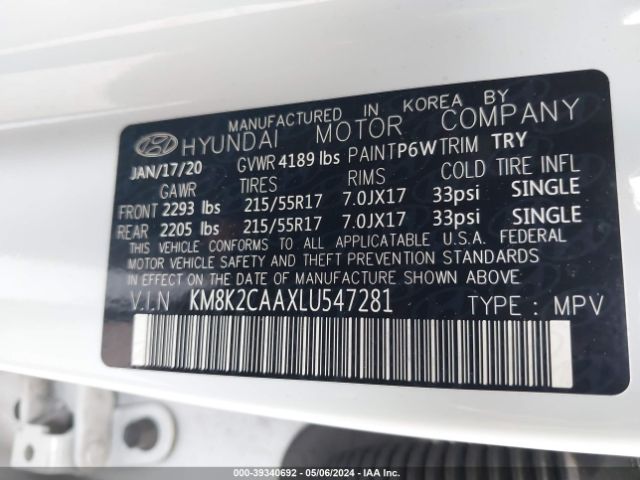 MANUFACTURED IN KOREA BY
HYUNDAI MOTOR COMPANY
JAN/17/20 GVWR 4189 lbs PAINT P6W TRIM TRY
GAWR TIRES RIMS COLD TIRE INFL
FRONT 2293 lbs 215/55R17 7.0JX17 33psi SINGLE
REAR 2205 lbs 215/55R17 7.0JX17 33psi SINGLE
THIS VEHICLE CONFORMS TO ALL APPLICABLE U.S.A. FEDERAL
MOTOR VEHICLE SAFETY AND THEFT PREVENTION STANDARDS
IN EFFECT ON THE DATE OF MANUFACTURE SHOWN ABOVE.
V.I.N KM8K2CAAXLU547281 TYPE : MPV
000-39340692 - 05/06/2024 - IAA Inc.